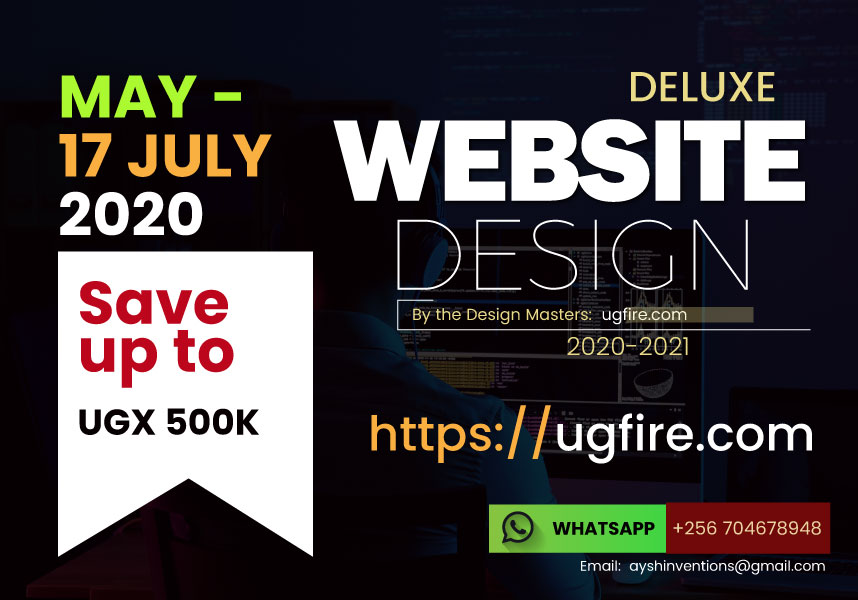 MAY -
17 JULY
2020
Save
up to
UGX 500K
DELUXE
WEBSITE
DESIGN
By the Design Masters: ugfire.com
2020-2021
https://ugfire.com
WHATSAPP +256 704678948
Email: ayshinventions@gmail.com